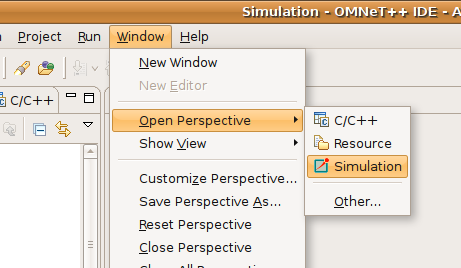 Simulation - OMNeT++ IDE - A
Project Run Window Help
C/C++
New Window
New Editor
Open Perspective
Show View
Customize Perspective...
Save Perspective As...
Reset Perspective
Close Perspective
C/C++
Resource
Simulation
Other...